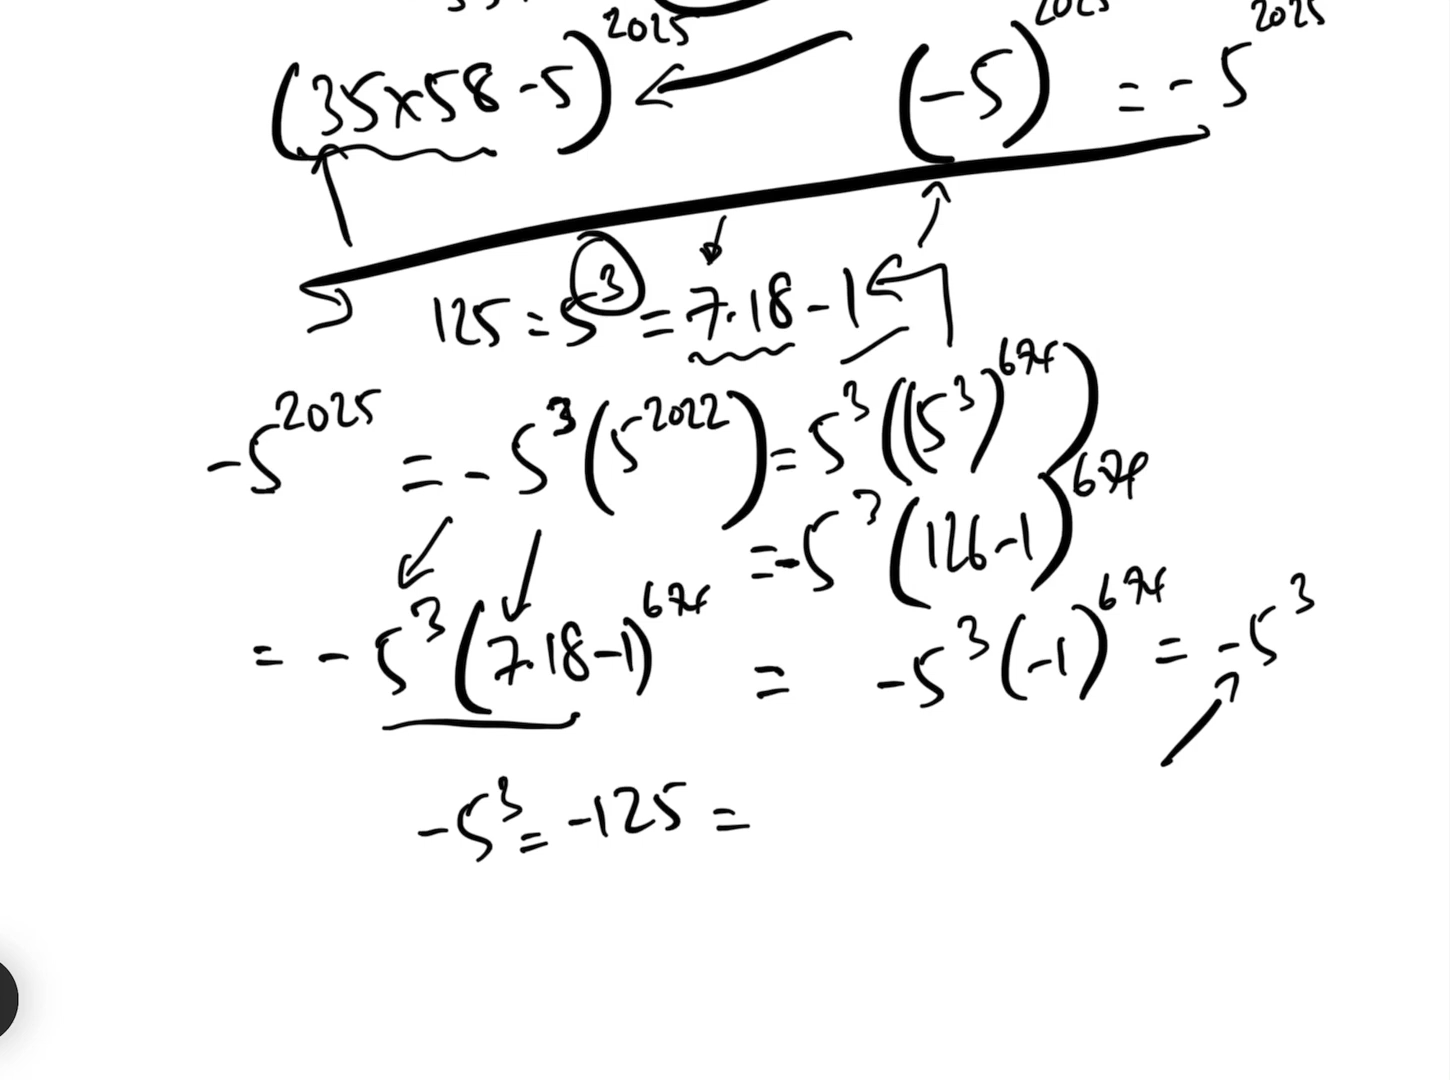 (35×58-5)^2025 ← (-5)^2025 = -5^2025
125 = 5^3 = 7.18-1
-5^2025 = -5^3(5^2022) = 5^3((5^3)^674)
= -5^3(126-1)^674
= -5^3(7.18-1)^674 = -5^3(-1)^674 = -5^3
-5^3 = -125 =